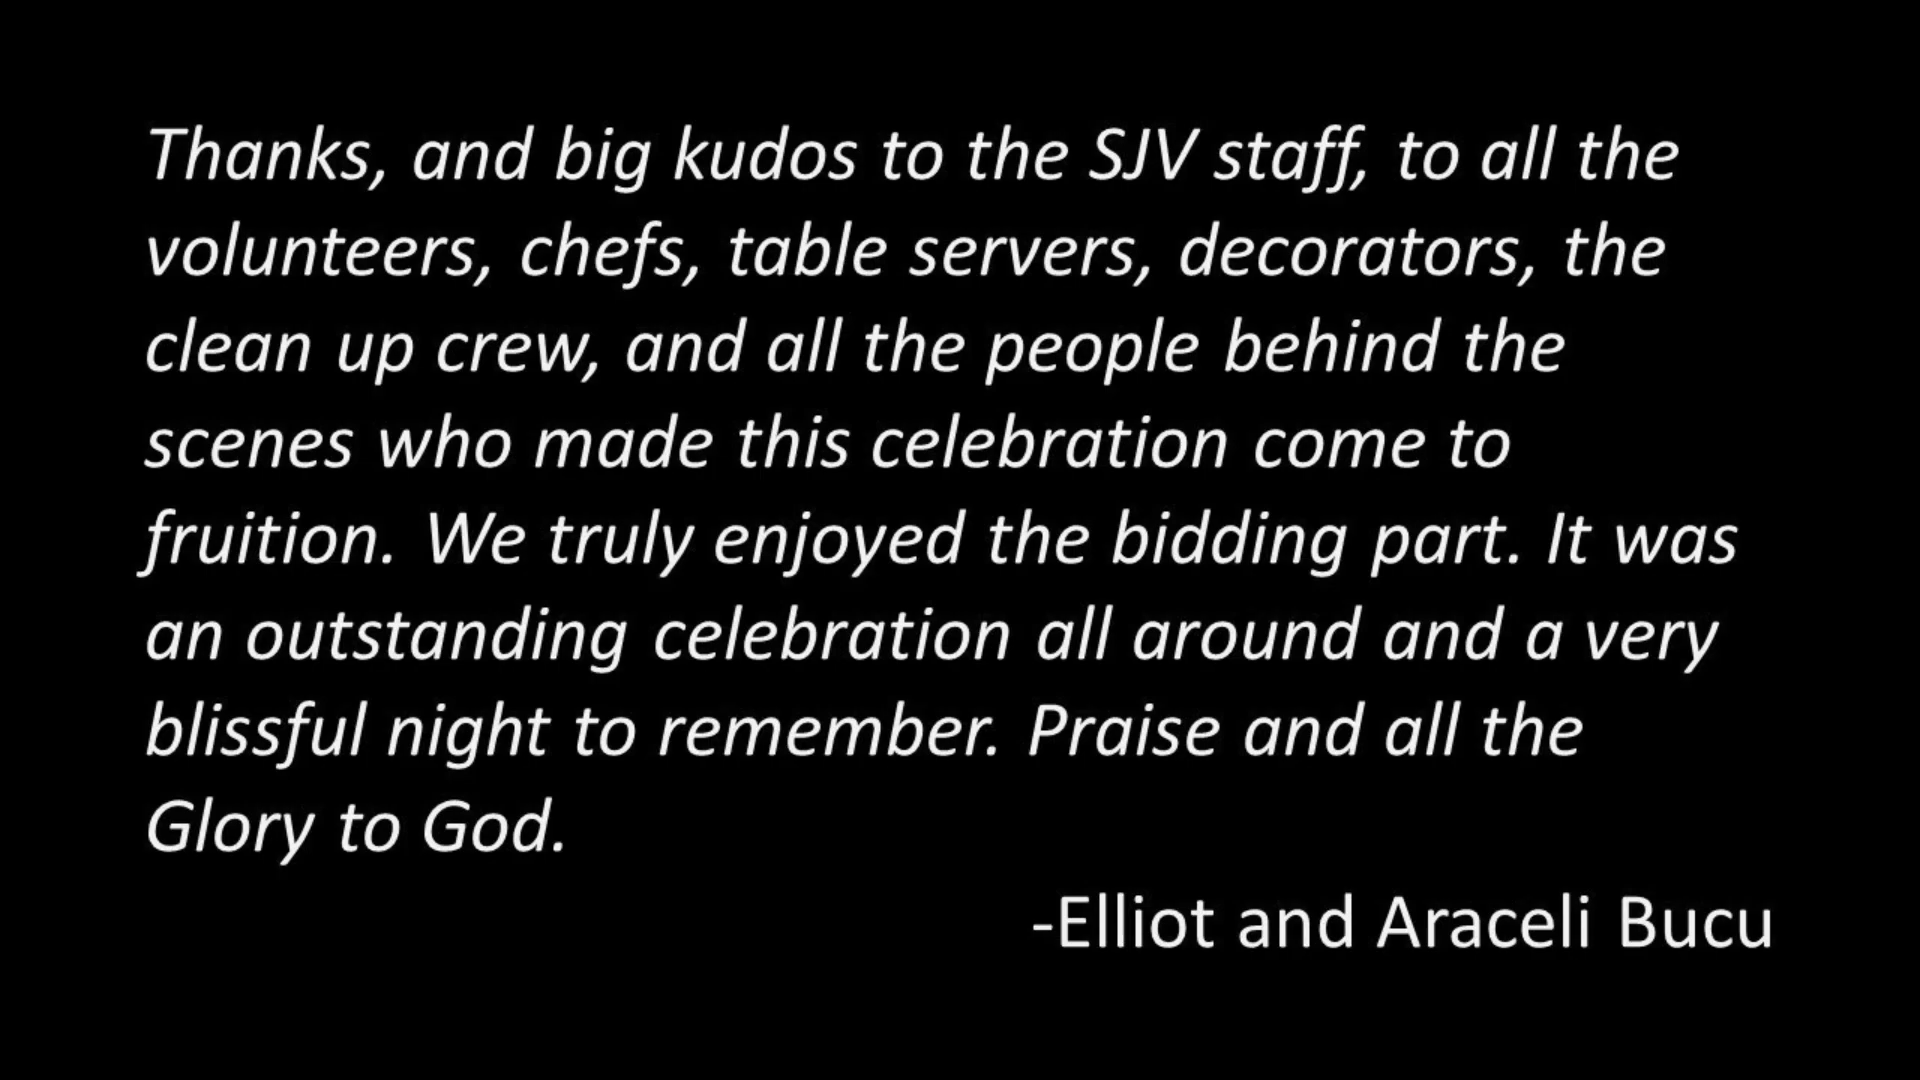 Thanks, and big kudos to the SJV staff, to all the
volunteers, chefs, table servers, decorators, the
clean up crew, and all the people behind the
scenes who made this celebration come to
fruition. We truly enjoyed the bidding part. It was
an outstanding celebration all around and a very
blissful night to remember. Praise and all the
Glory to God.
-Elliot and Araceli Bucu